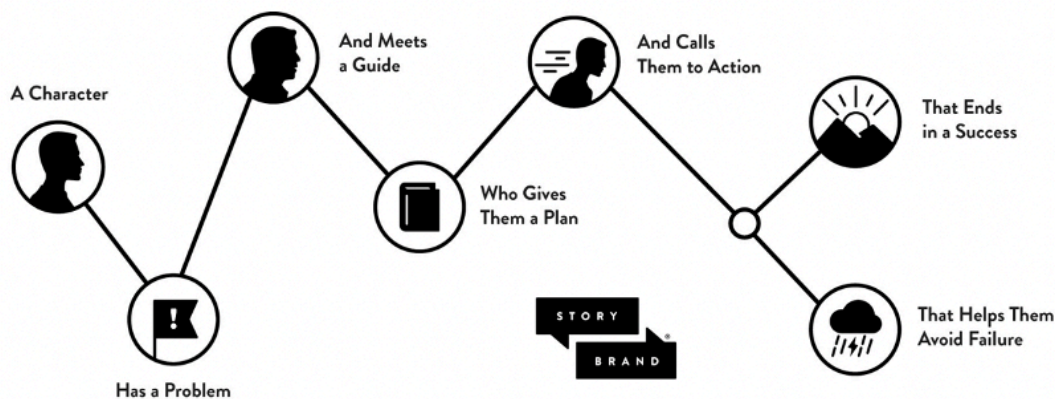 A Character
Has a Problem
And Meets
a Guide
Who Gives
Them a Plan
And Calls
Them to Action
That Ends
in a Success
That Helps Them
Avoid Failure
!
STORY
BRAND
®